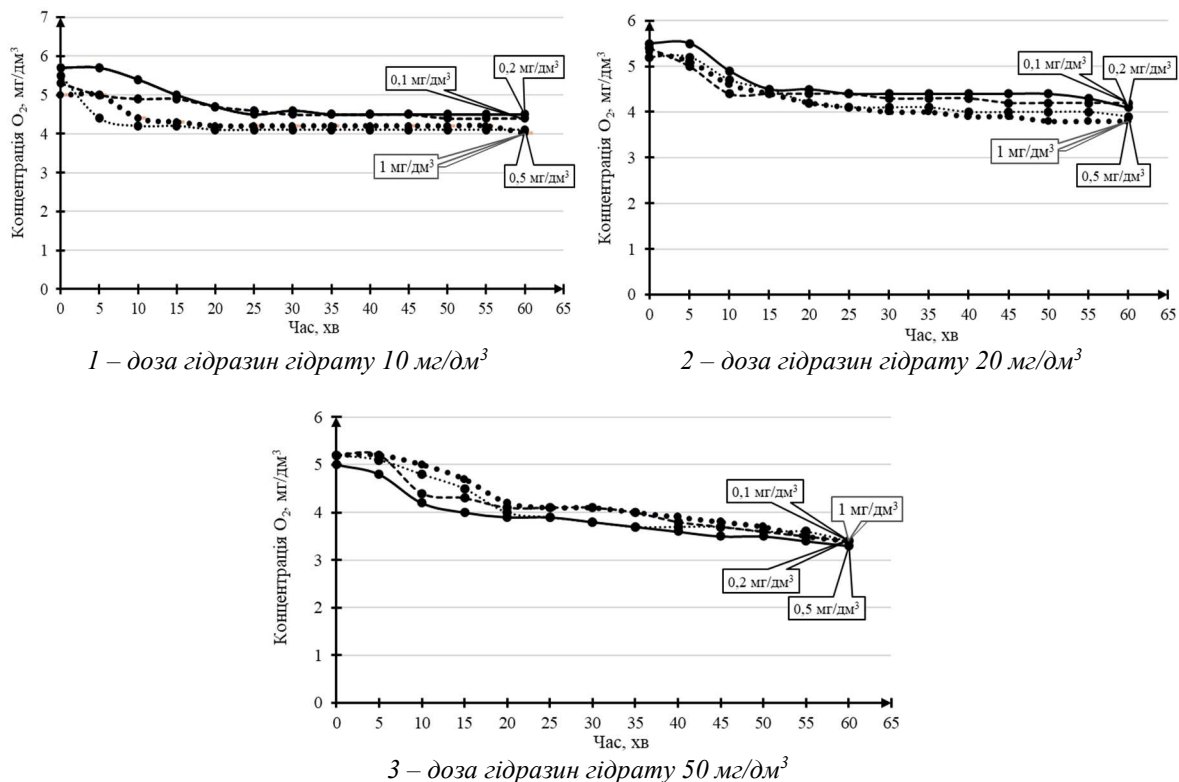 Концентрація O₂, мг/дм³
7
6
5
4
3
2
1
0
0,1 мг/дм³
0,2 мг/дм³
1 мг/дм³
0,5 мг/дм³
0 5 10 15 20 25 30 35 40 45 50 55 60 65
Час, хв
1 – доза гідразин гідрату 10 мг/дм³
Концентрація O₂, мг/дм³
6
5
4
3
2
1
0
0,1 мг/дм³
0,2 мг/дм³
1 мг/дм³
0,5 мг/дм³
0 5 10 15 20 25 30 35 40 45 50 55 60 65
Час, хв
2 – доза гідразин гідрату 20 мг/дм³
Концентрація O₂, мг/дм³
6
5
4
3
2
1
0
0,1 мг/дм³
1 мг/дм³
0,2 мг/дм³
0,5 мг/дм³
0 5 10 15 20 25 30 35 40 45 50 55 60 65
Час, хв
3 – доза гідразин гідрату 50 мг/дм³